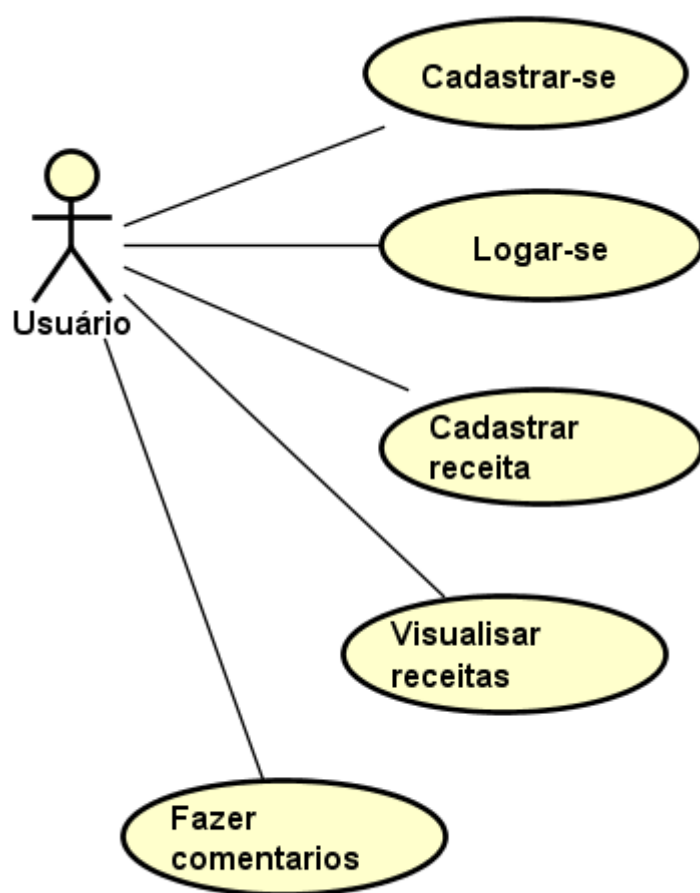 Cadastrar-se
Logar-se
Usuário
Cadastrar
receita
Visualisar
receitas
Fazer
comentarios